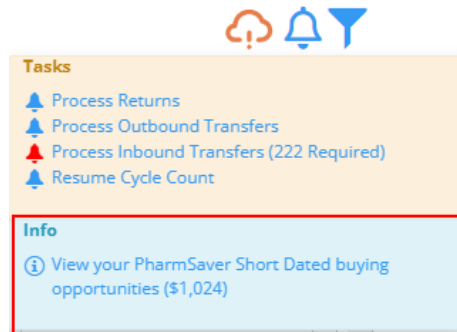 Tasks
Process Returns
Process Outbound Transfers
Process Inbound Transfers (222 Required)
Resume Cycle Count
Info
View your PharmSaver Short Dated buying
opportunities ($1,024)